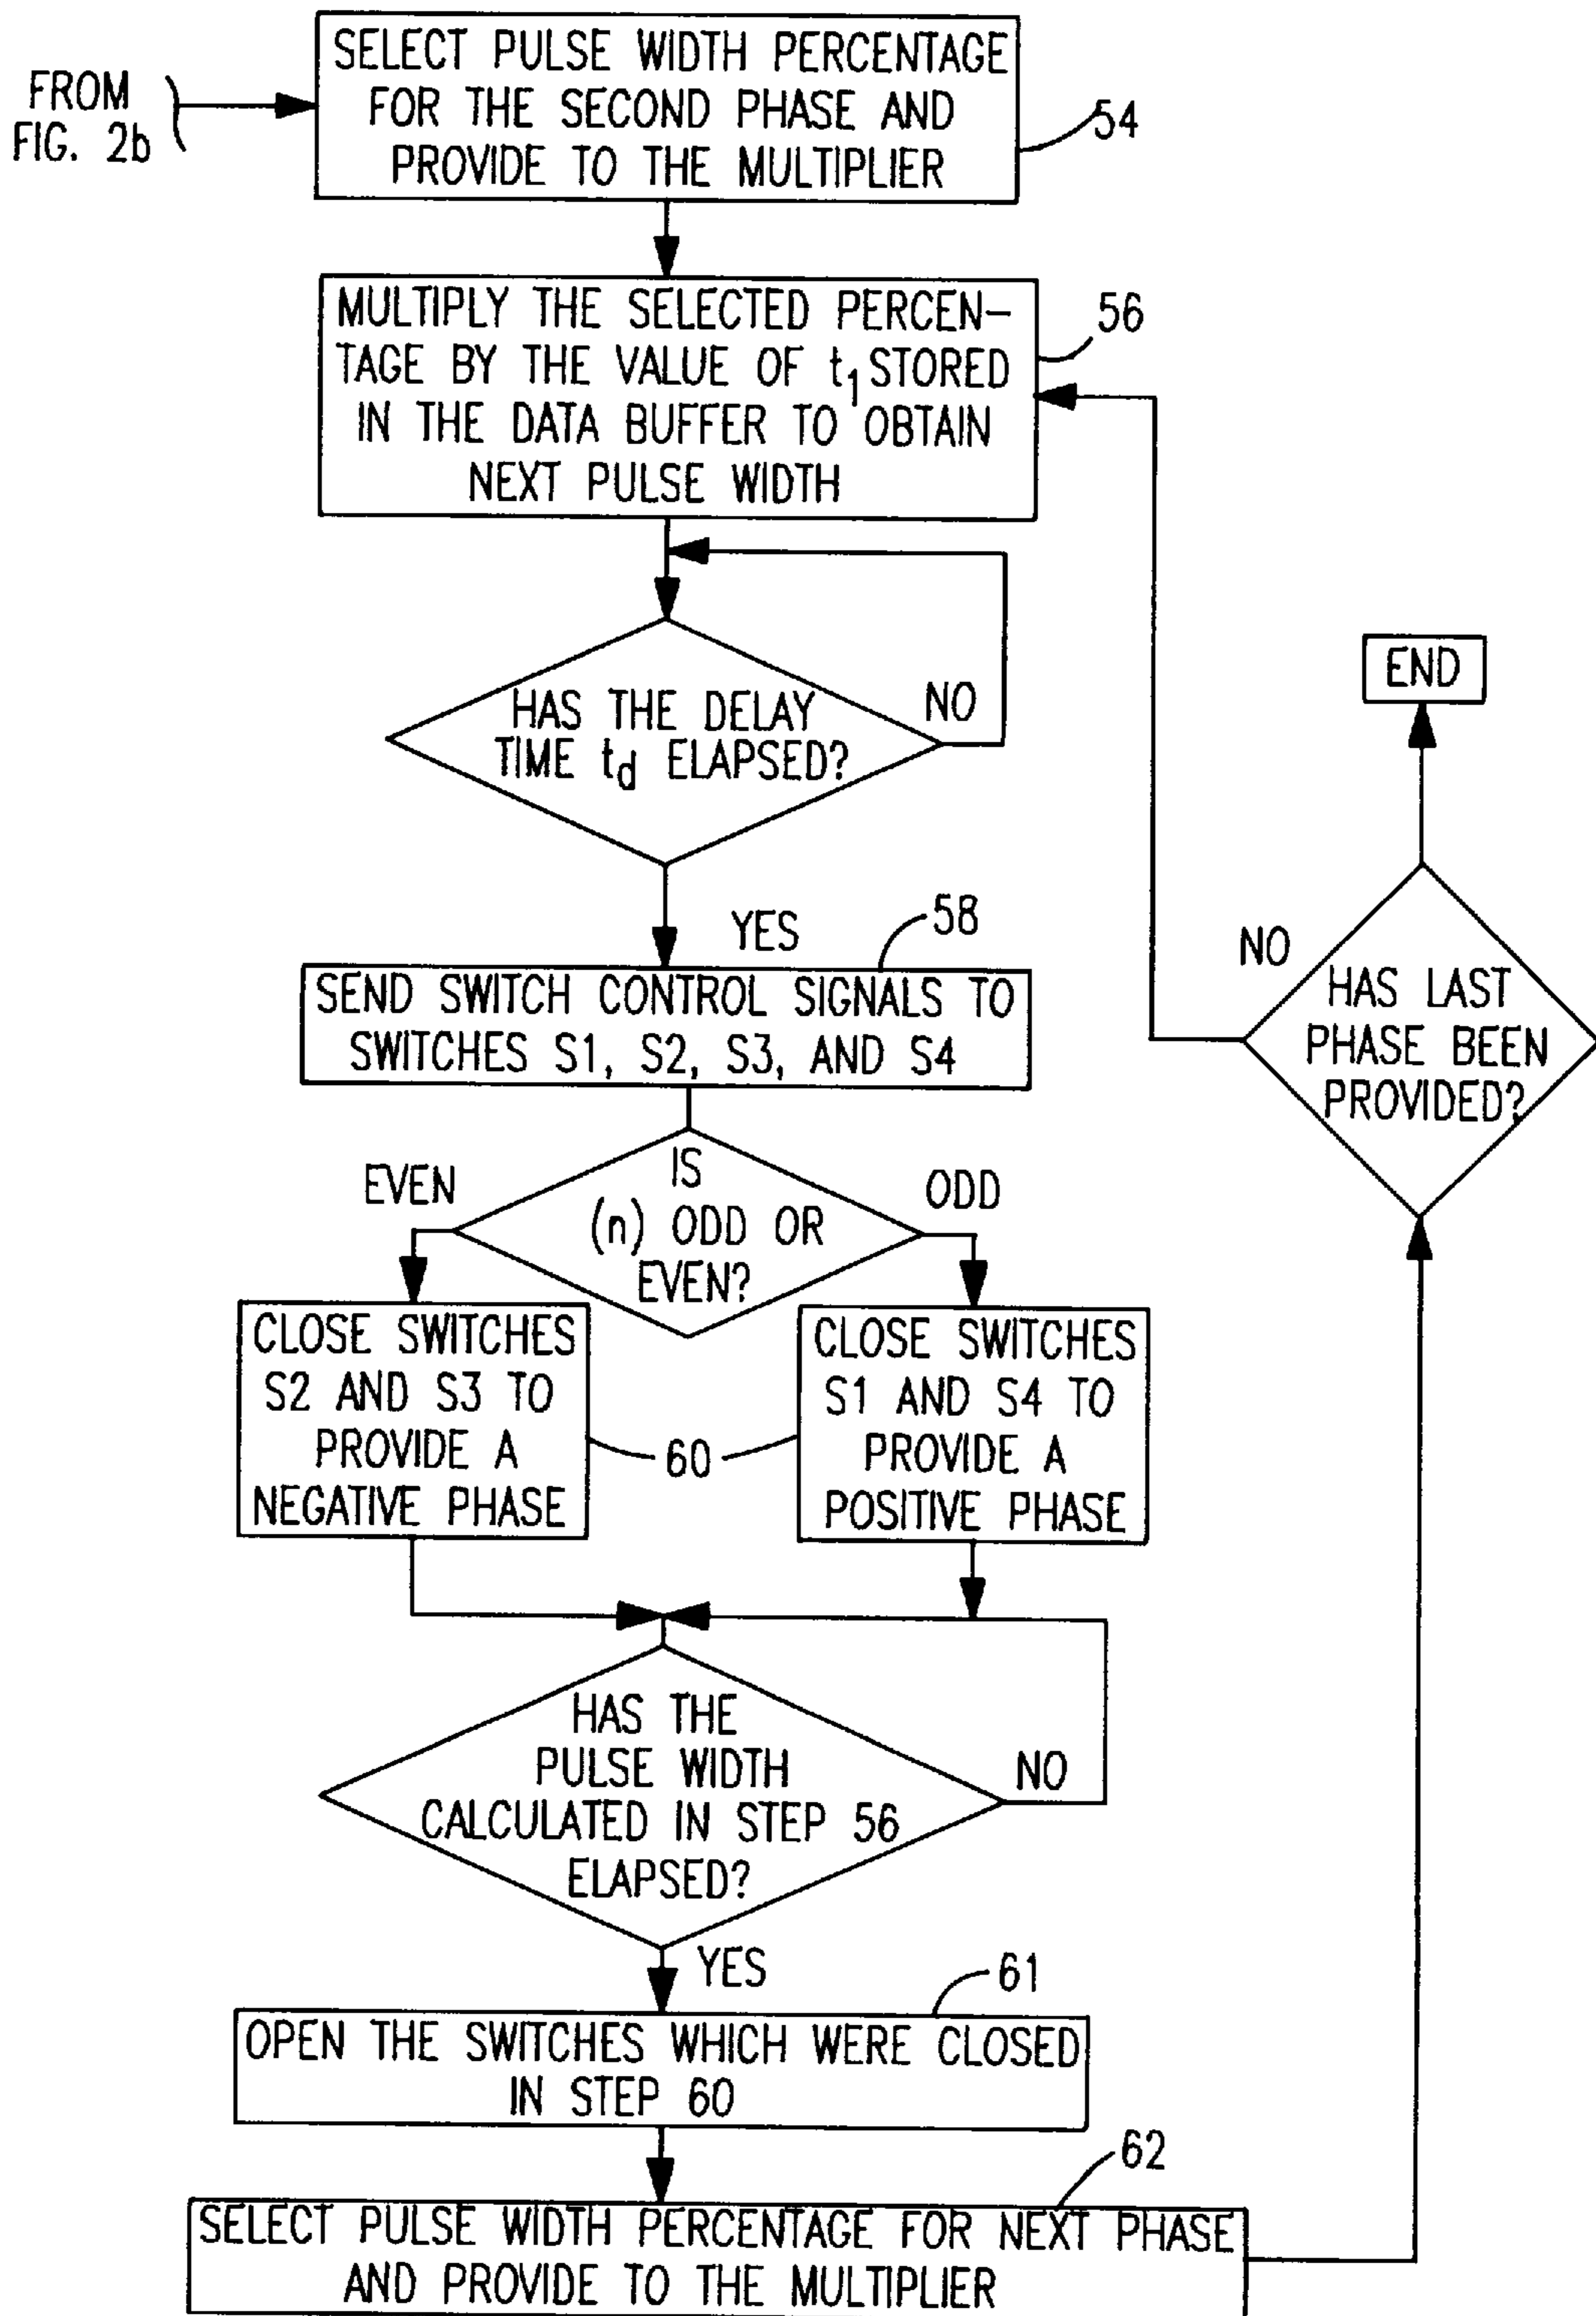 FROM
FIG. 2b
SELECT PULSE WIDTH PERCENTAGE
FOR THE SECOND PHASE AND
PROVIDE TO THE MULTIPLIER
54
MULTIPLY THE SELECTED PERCEN-
TAGE BY THE VALUE OF t1 STORED
IN THE DATA BUFFER TO OBTAIN
NEXT PULSE WIDTH
56
HAS THE DELAY
TIME td ELAPSED?
NO
YES
58
SEND SWITCH CONTROL SIGNALS TO
SWITCHES S1, S2, S3, AND S4
IS
(n) ODD OR
EVEN?
EVEN
ODD
CLOSE SWITCHES
S2 AND S3 TO
PROVIDE A
NEGATIVE PHASE
60
CLOSE SWITCHES
S1 AND S4 TO
PROVIDE A
POSITIVE PHASE
HAS THE
PULSE WIDTH
CALCULATED IN STEP 56
ELAPSED?
NO
YES
61
OPEN THE SWITCHES WHICH WERE CLOSED
IN STEP 60
62
SELECT PULSE WIDTH PERCENTAGE FOR NEXT PHASE
AND PROVIDE TO THE MULTIPLIER
HAS LAST
PHASE BEEN
PROVIDED?
NO
END